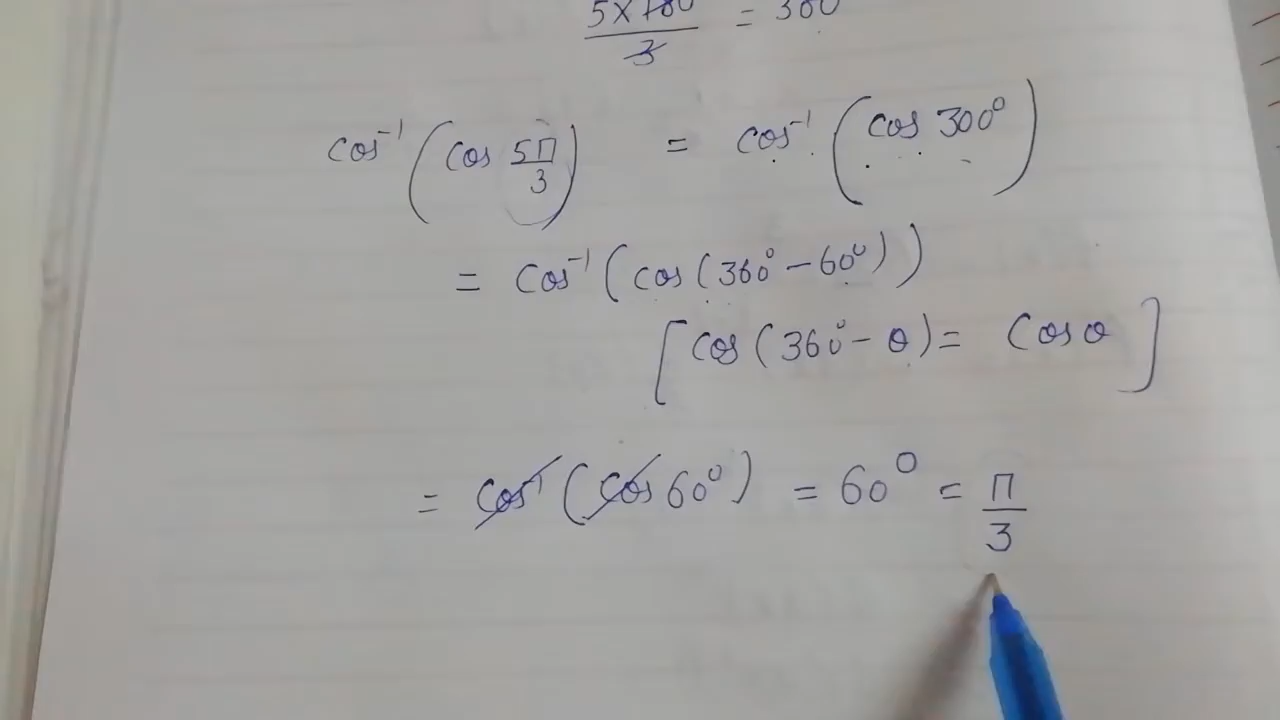 5×180/3 = 300
cos⁻¹(cos 5π/3) = cos⁻¹(cos 300°)
= cos⁻¹(cos(360° − 60°))
[cos(360° − θ) = cos θ]
= cos⁻¹(cos 60°) = 60° = π/3